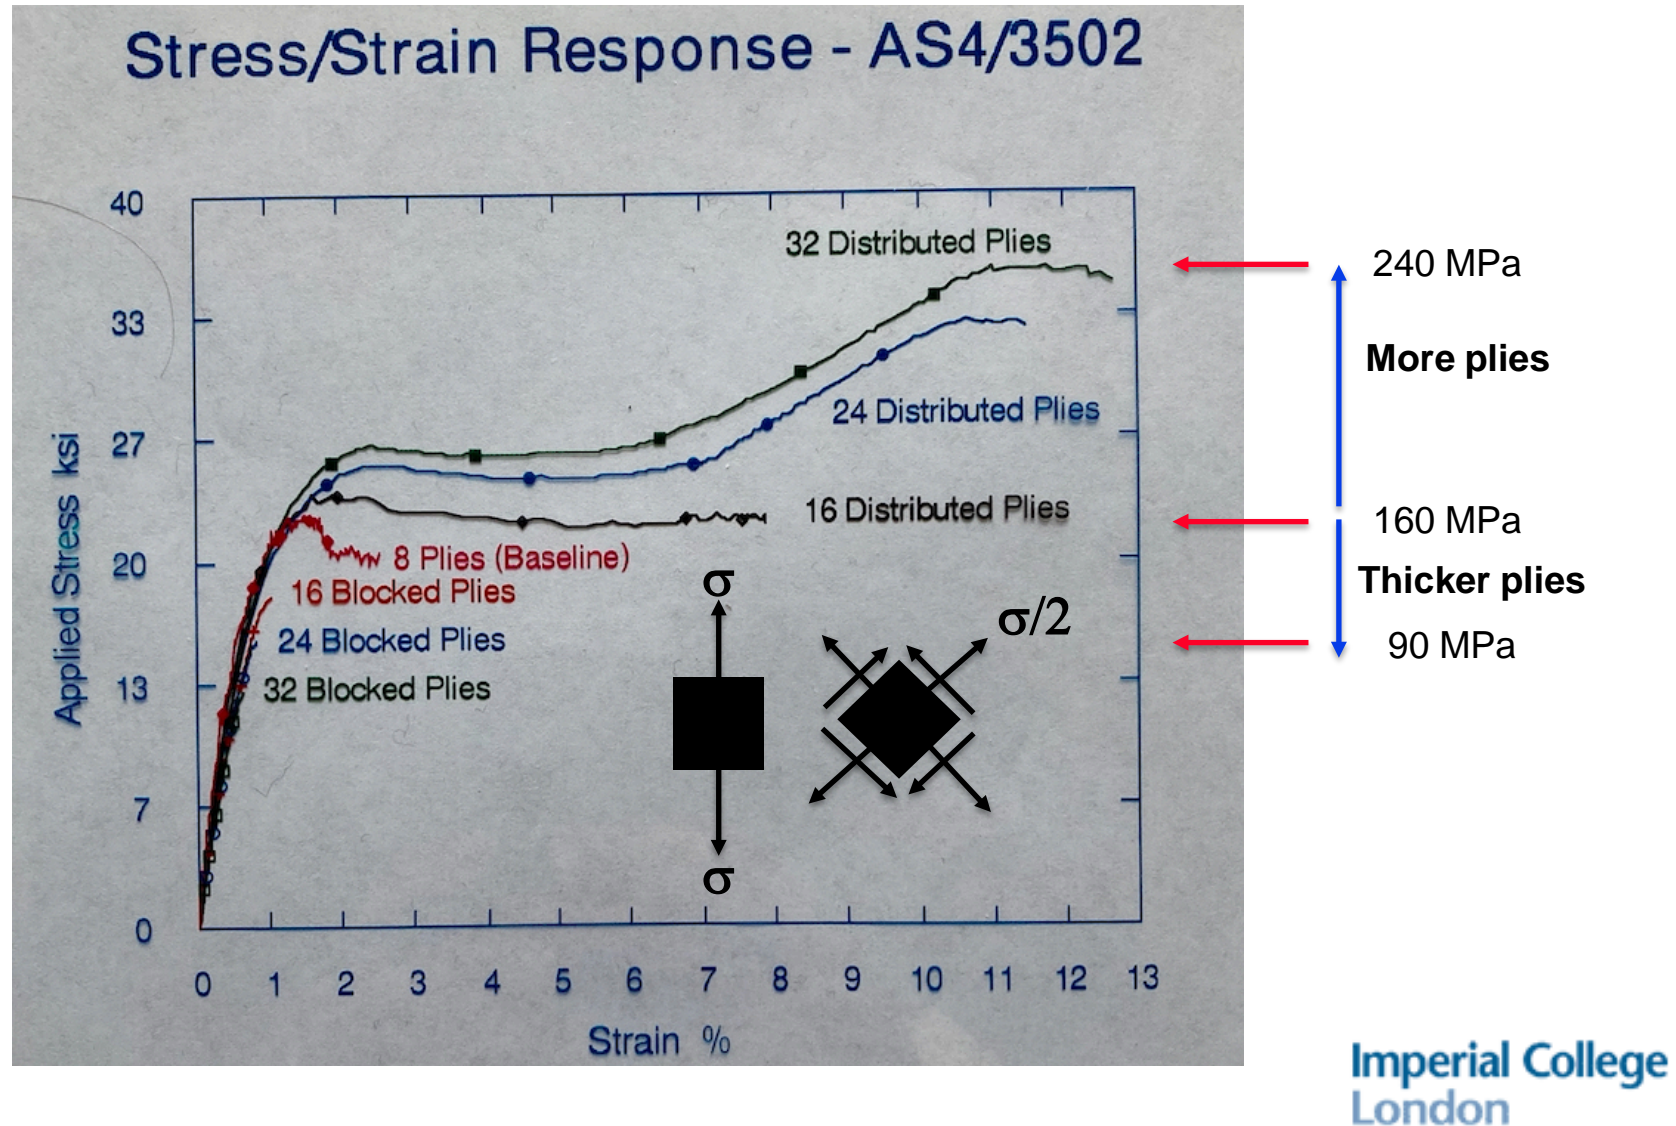 Stress/Strain Response - AS4/3502
40
33
27
20
13
7
0
Applied Stress ksi
32 Distributed Plies
24 Distributed Plies
16 Distributed Plies
8 Plies (Baseline)
16 Blocked Plies
24 Blocked Plies
32 Blocked Plies
σ
σ/2
σ
0 1 2 3 4 5 6 7 8 9 10 11 12 13
Strain %
240 MPa
More plies
160 MPa
Thicker plies
90 MPa
Imperial College
London